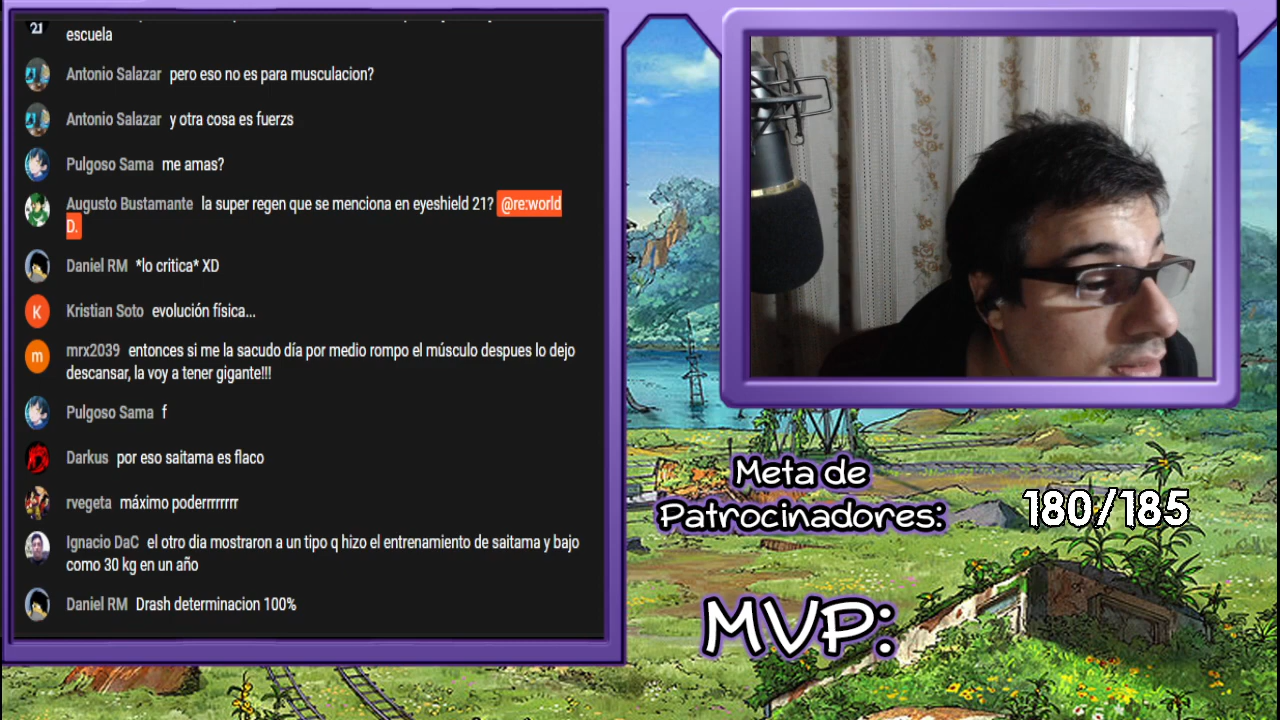 21
escuela
Antonio Salazar pero eso no es para musculacion?
Antonio Salazar y otra cosa es fuerzs
Pulgoso Sama me amas?
Augusto Bustamante la super regen que se menciona en eyeshield 21? @re:world
D.
Daniel RM *lo critica* XD
K Kristian Soto evolución física...
m mrx2039 entonces si me la sacudo día por medio rompo el músculo despues lo dejo
descansar, la voy a tener gigante!!!
Pulgoso Sama f
Darkus por eso saitama es flaco
rvegeta máximo poderrrrrrrr
Ignacio DaC el otro dia mostraron a un tipo q hizo el entrenamiento de saitama y bajo
como 30 kg en un año
Daniel RM Drash determinacion 100%
Meta de
Patrocinadores:
180/185
MVP: